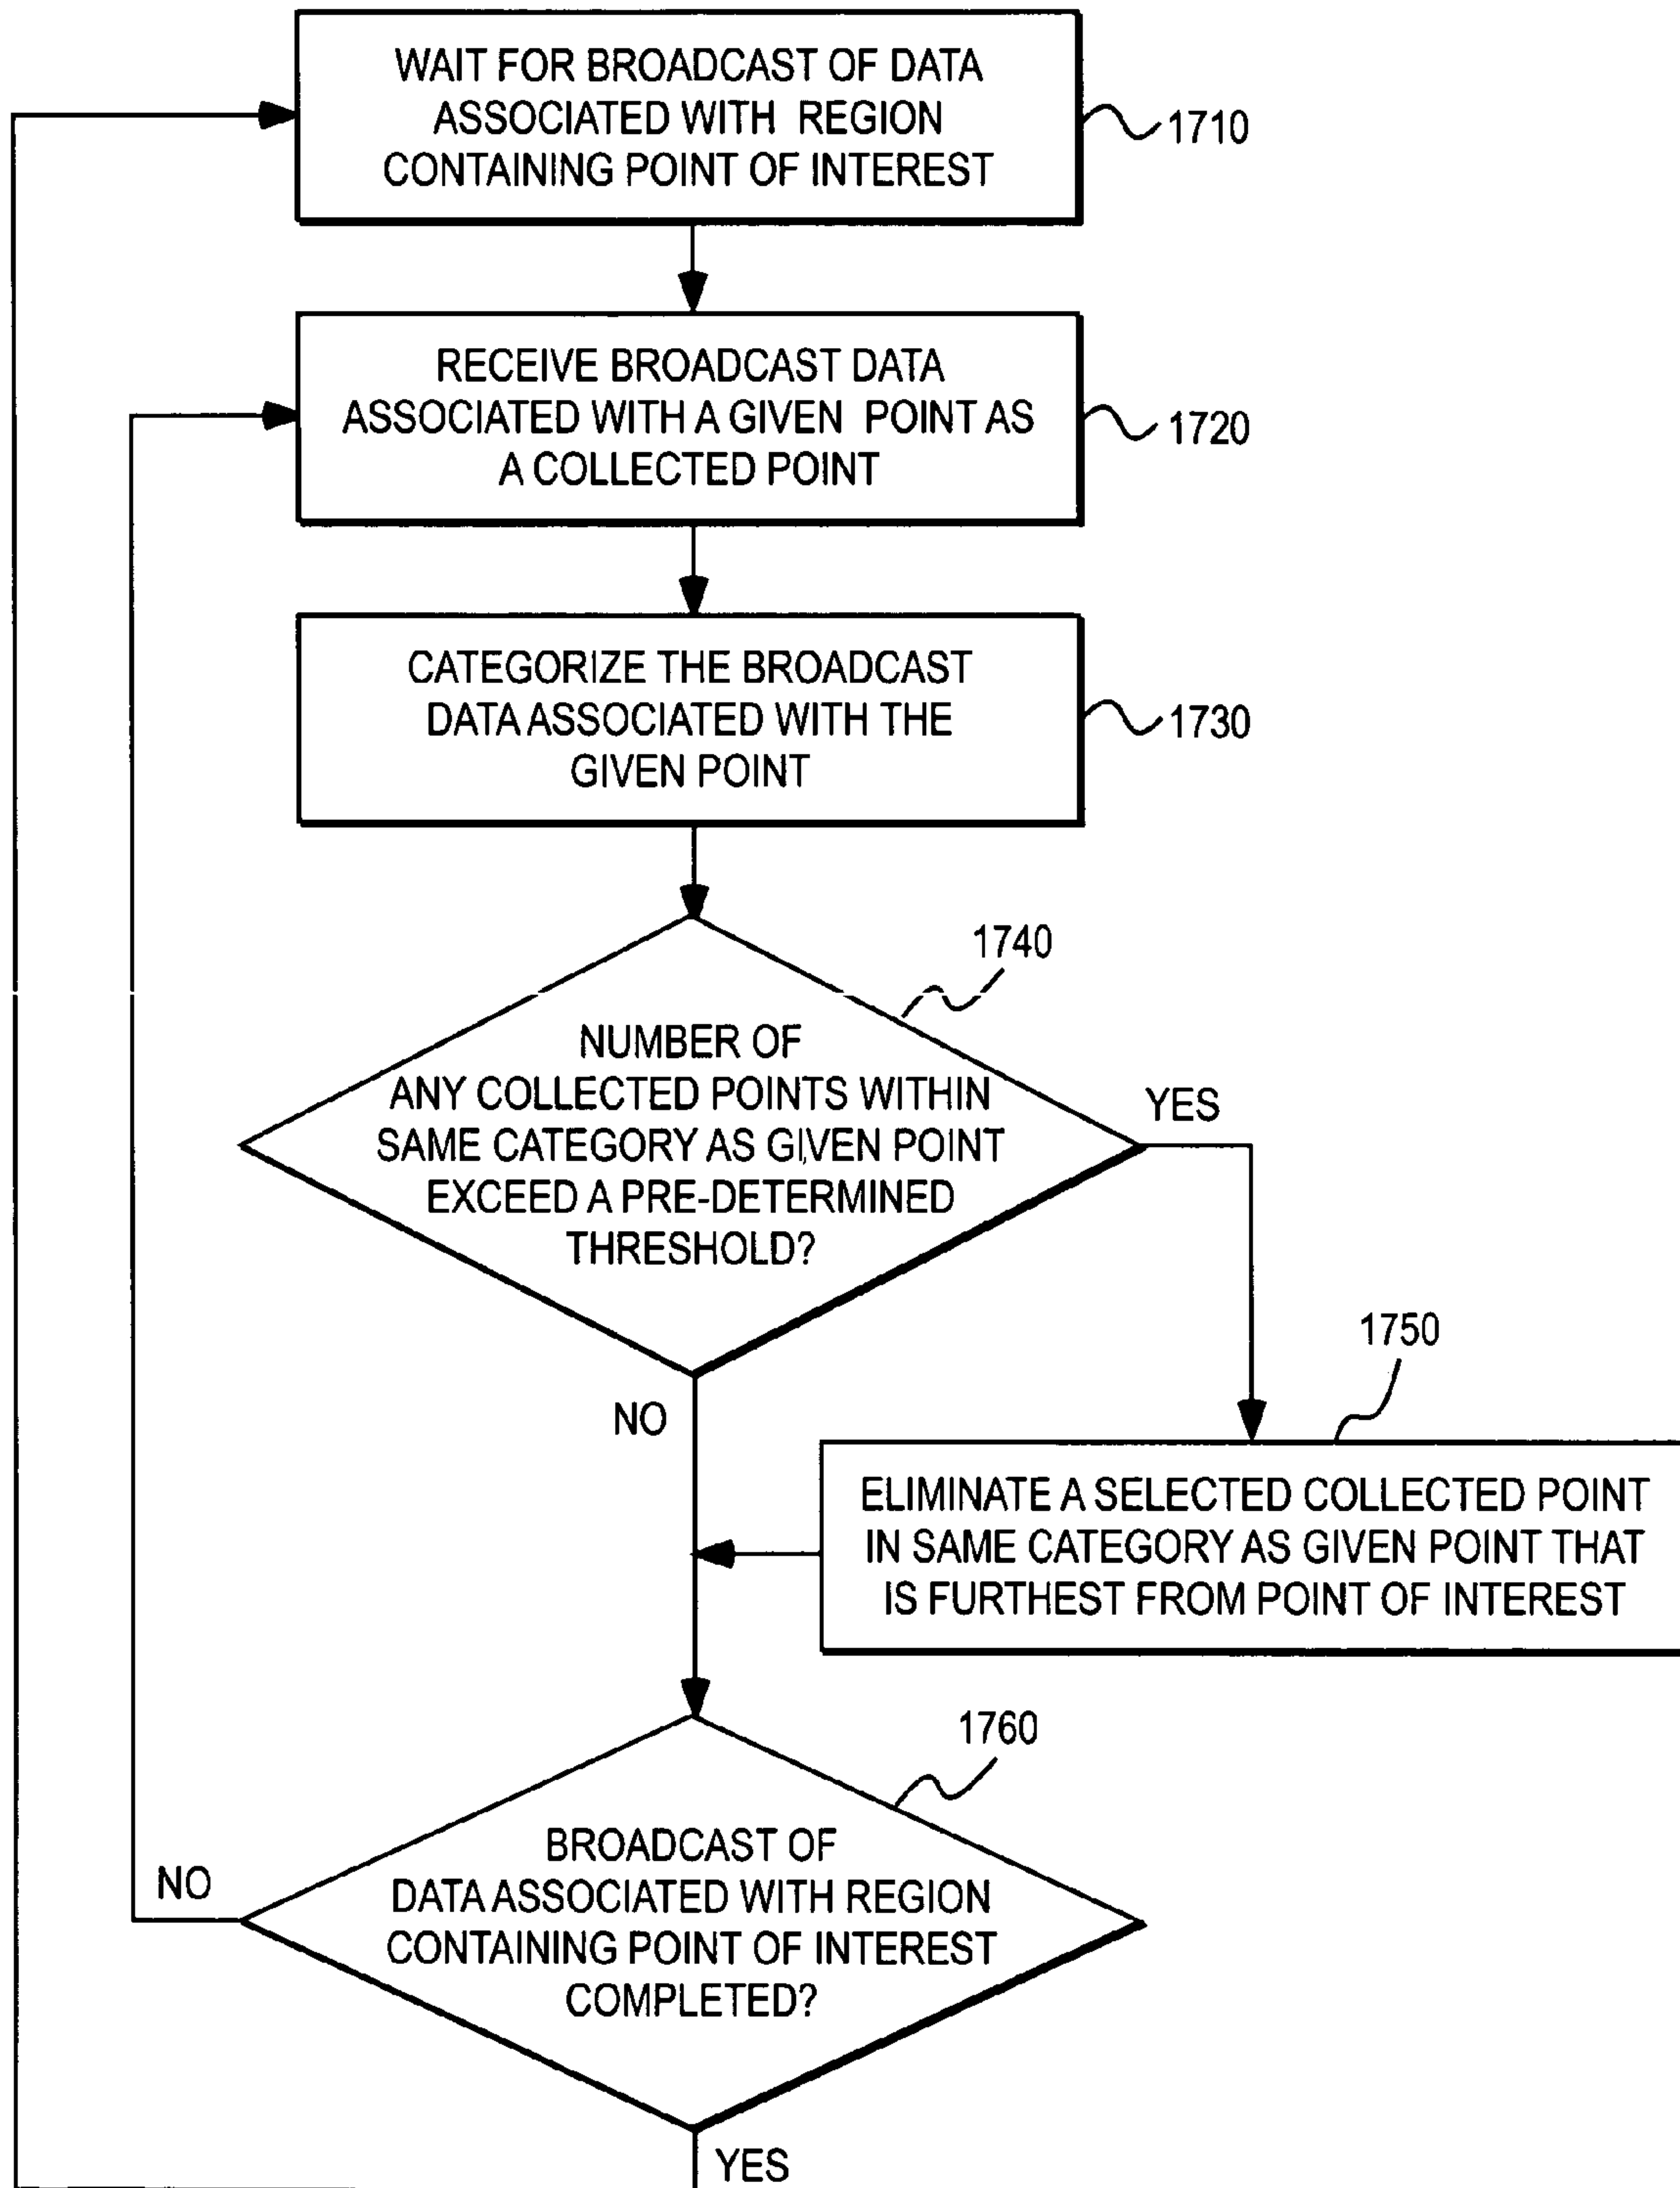 WAIT FOR BROADCAST OF DATA
ASSOCIATED WITH REGION
CONTAINING POINT OF INTEREST
1710
RECEIVE BROADCAST DATA
ASSOCIATED WITH A GIVEN POINT AS
A COLLECTED POINT
1720
CATEGORIZE THE BROADCAST
DATA ASSOCIATED WITH THE
GIVEN POINT
1730
1740
NUMBER OF
ANY COLLECTED POINTS WITHIN
SAME CATEGORY AS GIVEN POINT
EXCEED A PRE-DETERMINED
THRESHOLD?
YES
NO
1750
ELIMINATE A SELECTED COLLECTED POINT
IN SAME CATEGORY AS GIVEN POINT THAT
IS FURTHEST FROM POINT OF INTEREST
1760
BROADCAST OF
DATA ASSOCIATED WITH REGION
CONTAINING POINT OF INTEREST
COMPLETED?
NO
YES